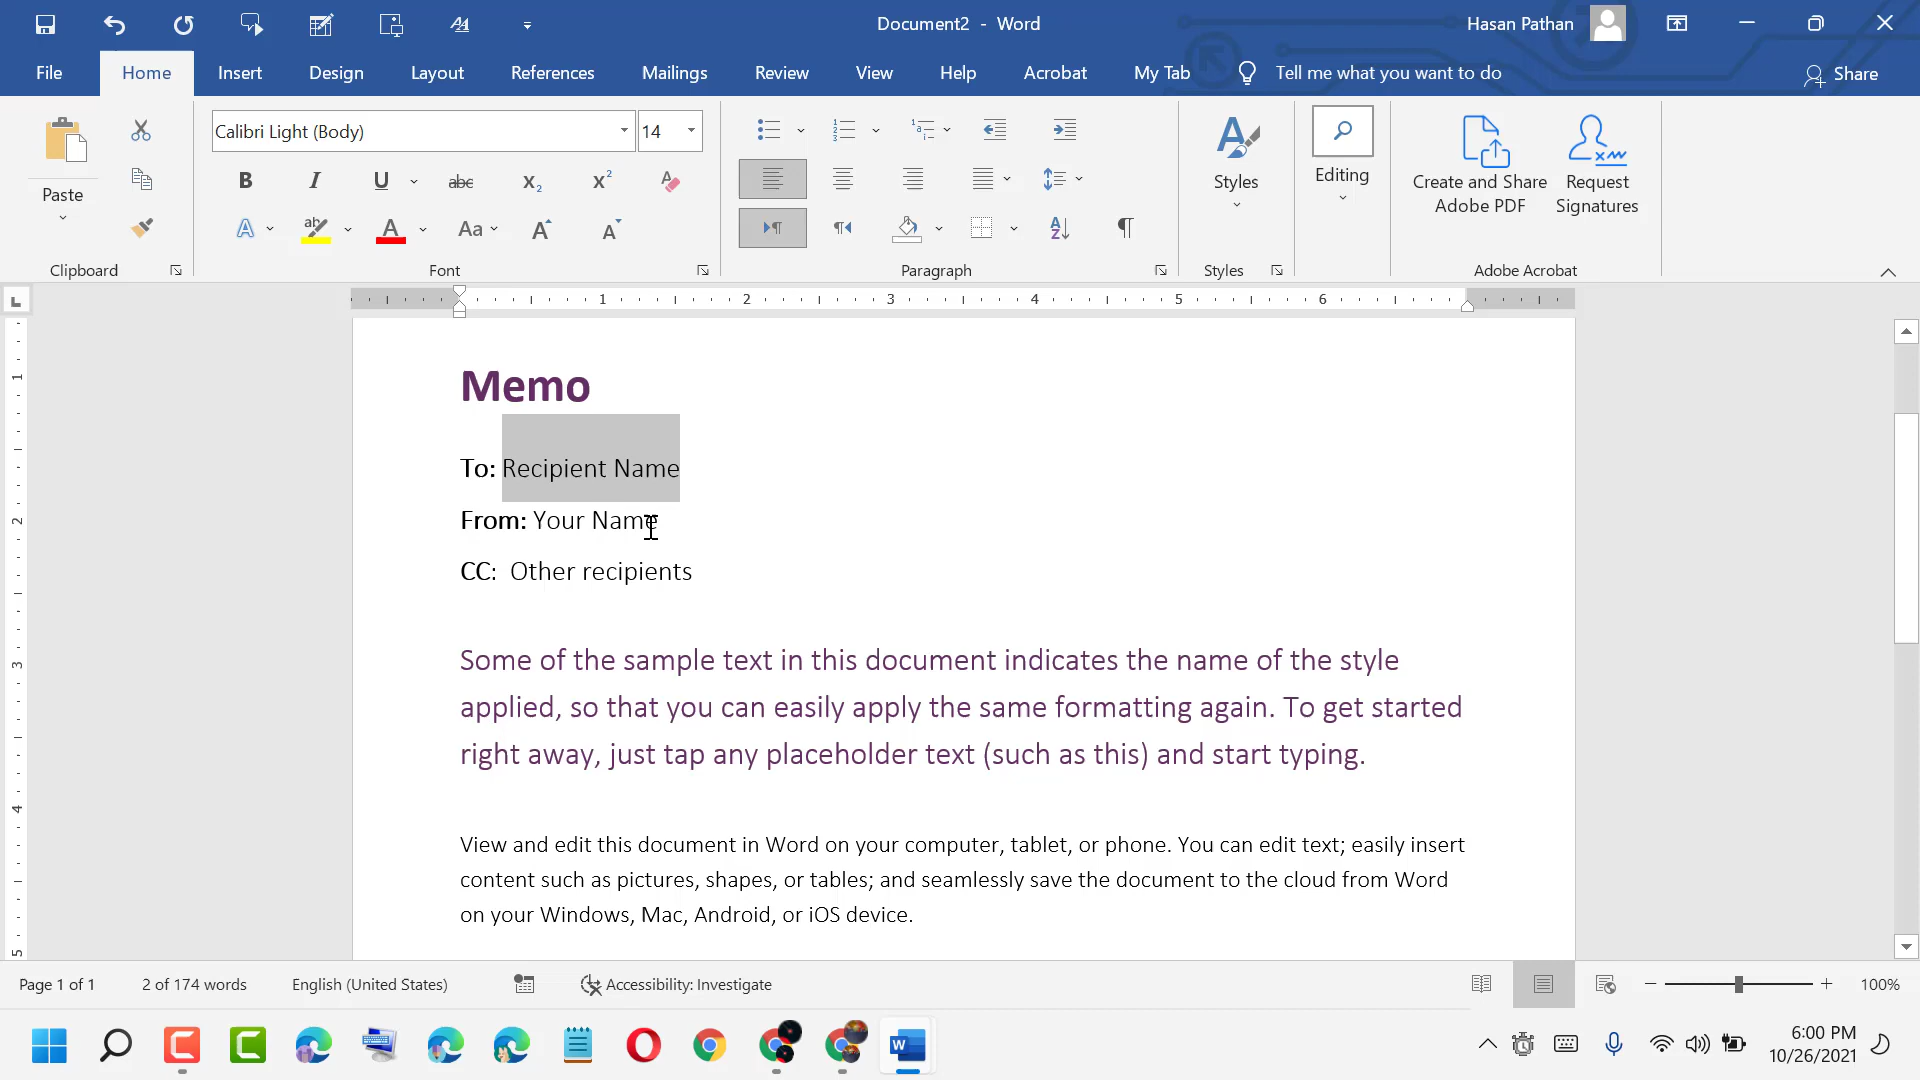 Document2 - Word
Hasan Pathan
File Home Insert Design Layout References Mailings Review View Help Acrobat My Tab Tell me what you want to do Share
Calibri Light (Body) 14
Paste
Styles
Editing
Create and Share Adobe PDF
Request Signatures
Clipboard Font Paragraph Styles Adobe Acrobat
1 2 3 4 5 6
Memo
To: Recipient Name
From: Your Name
CC: Other recipients
Some of the sample text in this document indicates the name of the style
applied, so that you can easily apply the same formatting again. To get started
right away, just tap any placeholder text (such as this) and start typing.
View and edit this document in Word on your computer, tablet, or phone. You can edit text; easily insert
content such as pictures, shapes, or tables; and seamlessly save the document to the cloud from Word
on your Windows, Mac, Android, or iOS device.
Page 1 of 1 2 of 174 words English (United States) Accessibility: Investigate 100%
6:00 PM
10/26/2021